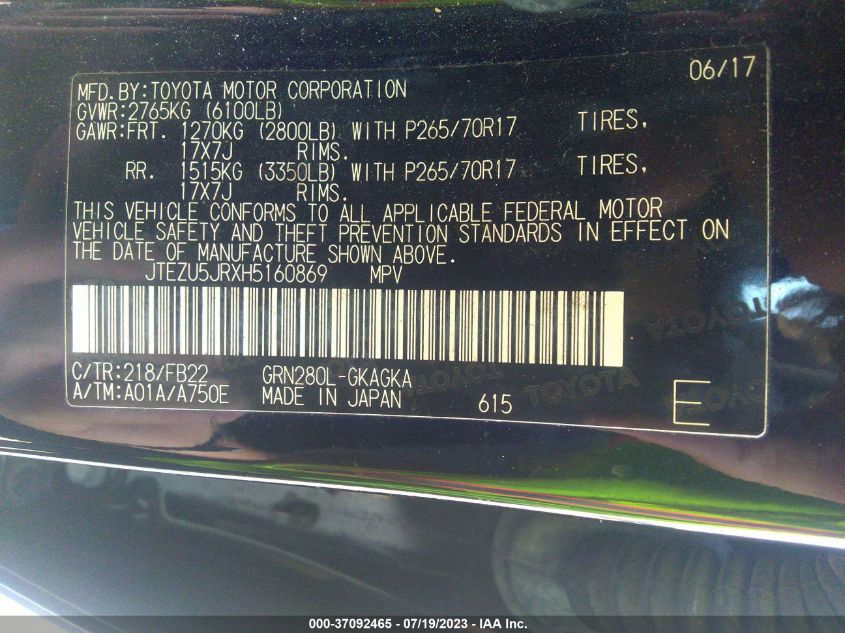 06/17
MFD.BY:TOYOTA MOTOR CORPORATION
GVWR:2765KG (6100LB)
GAWR:FRT. 1270KG (2800LB) WITH P265/70R17 TIRES,
17X7J RIMS.
RR. 1515KG (3350LB) WITH P265/70R17 TIRES,
17X7J RIMS.
THIS VEHICLE CONFORMS TO ALL APPLICABLE FEDERAL MOTOR
VEHICLE SAFETY AND THEFT PREVENTION STANDARDS IN EFFECT ON
THE DATE OF MANUFACTURE SHOWN ABOVE.
JTEZU5JRXH5160869 MPV
TOYOTA
TOYOTA
C/TR:218/FB22 GRN280L-GKAGKA
A/TM:A01A/A750E MADE IN JAPAN 615 E
TOYOTA
000-37092465 - 07/19/2023 - IAA Inc.